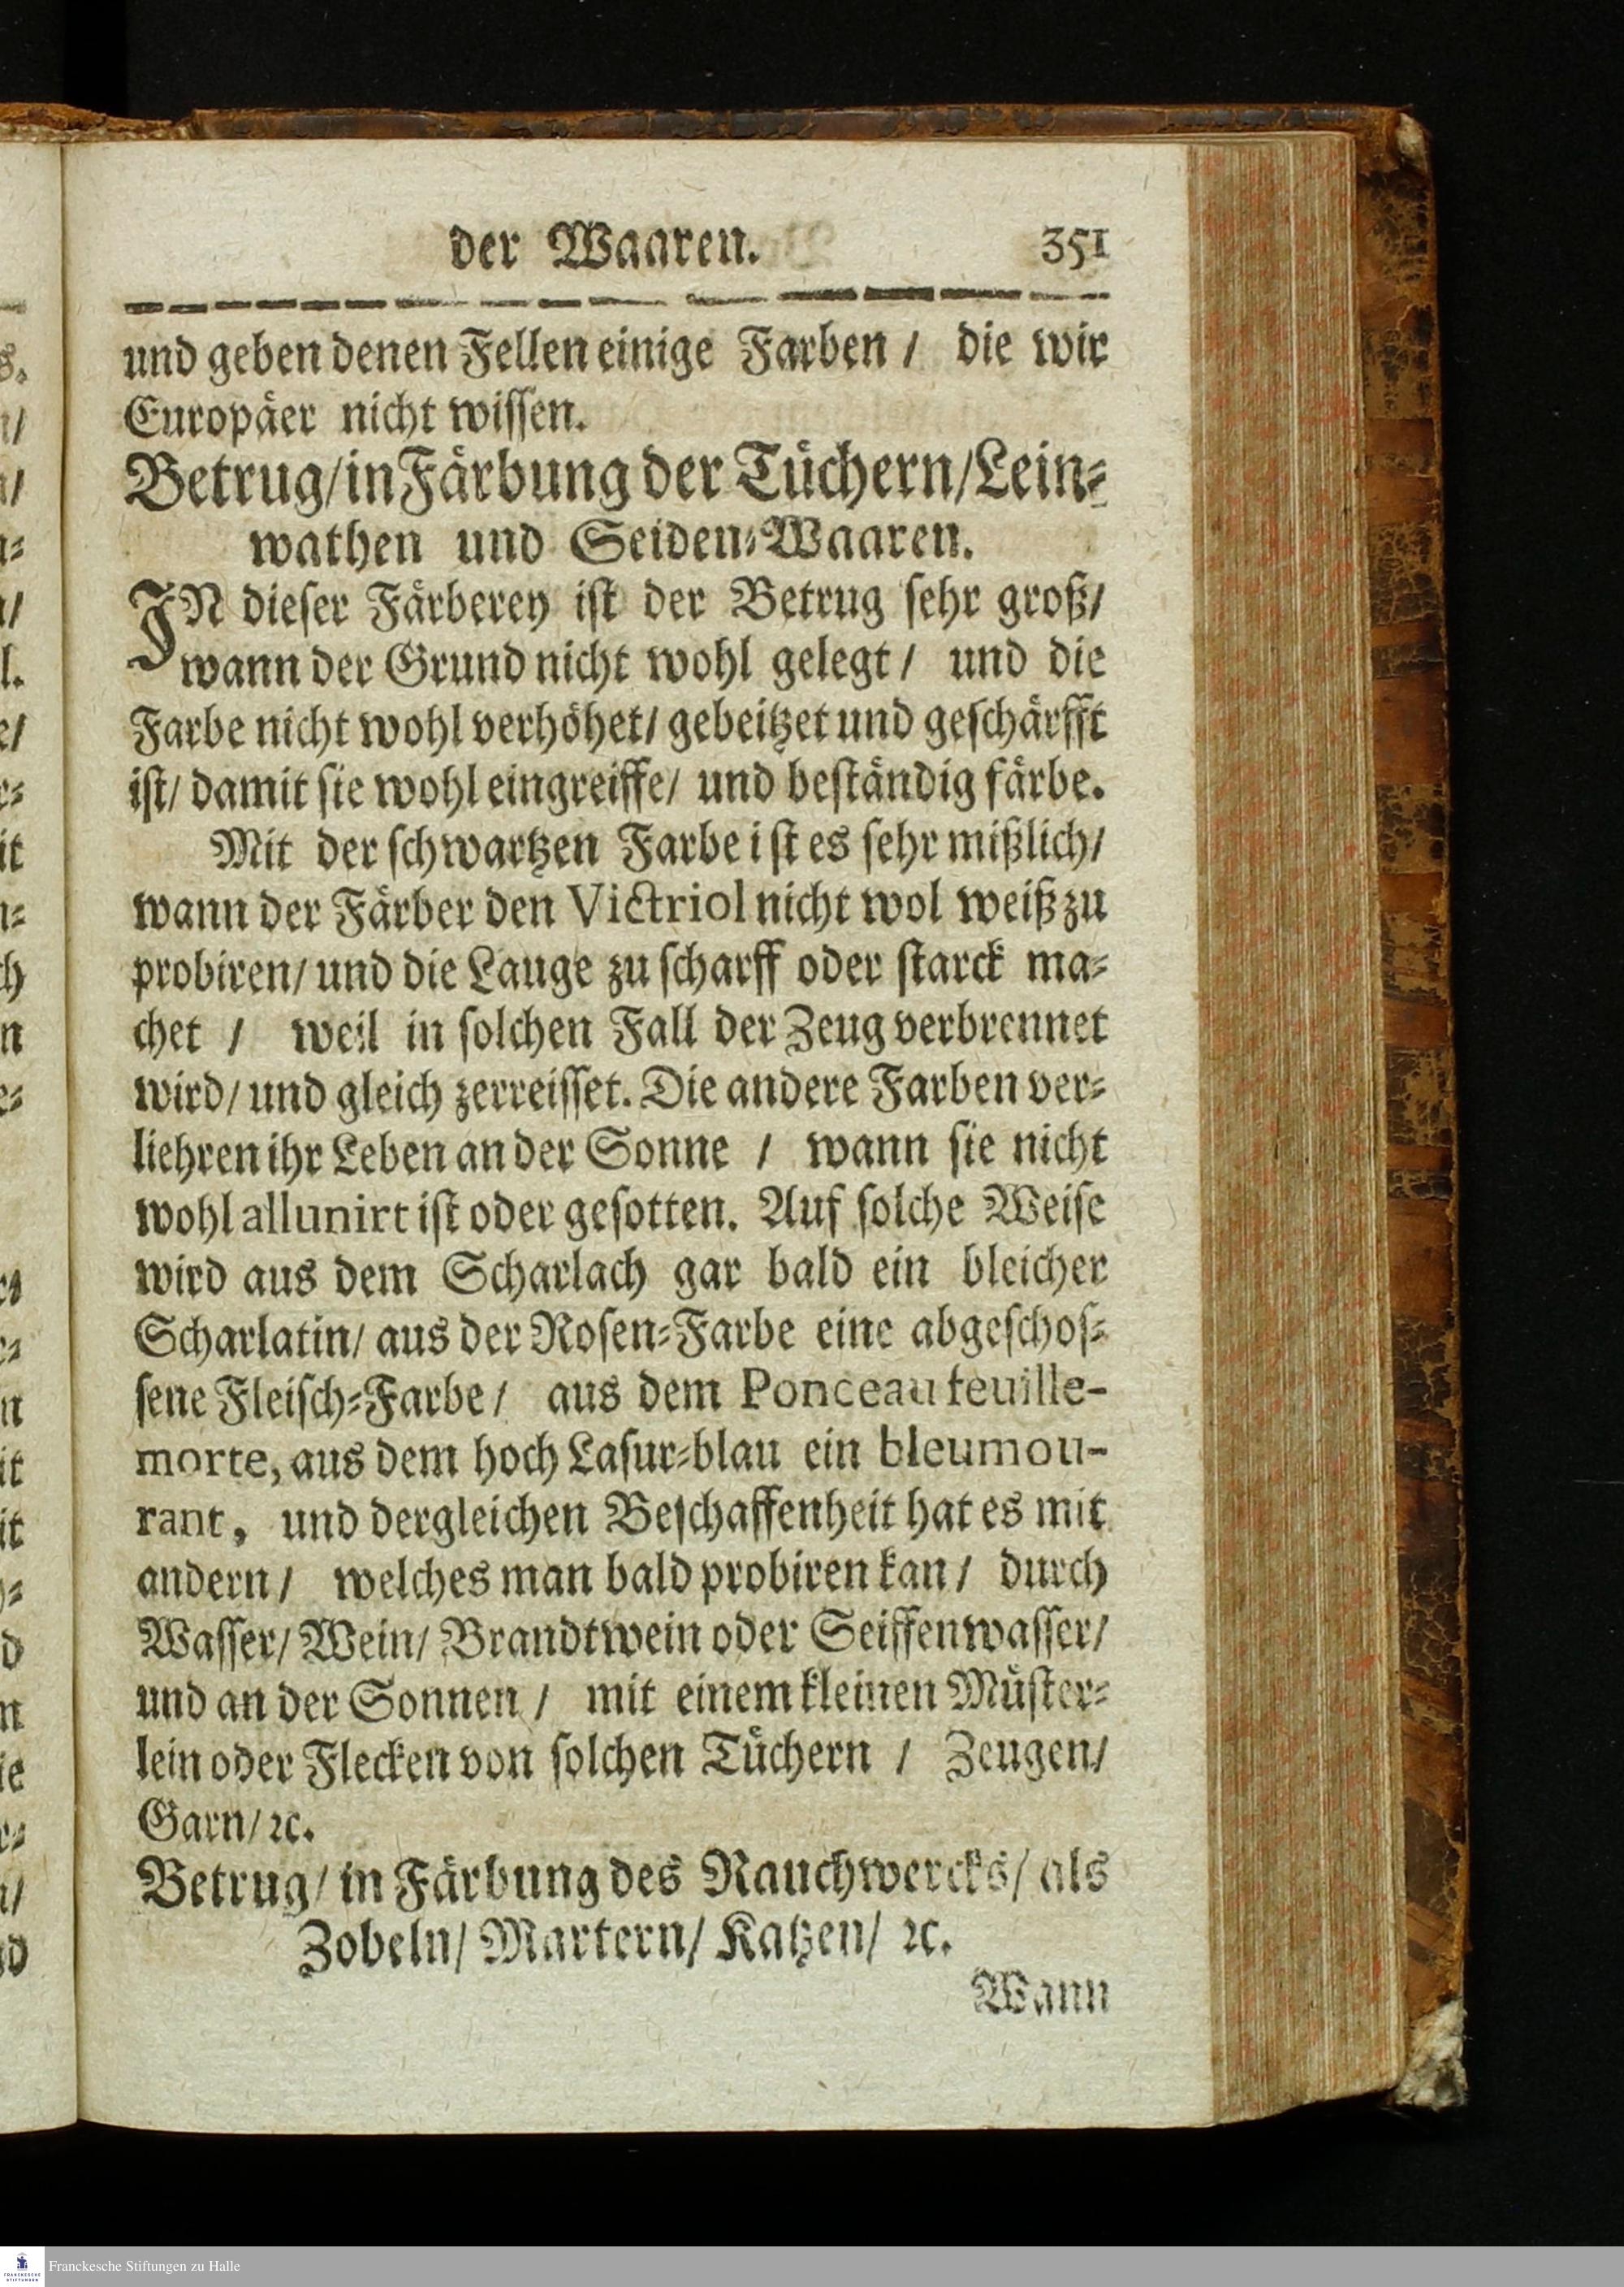 der Waaren. 351
und geben denen Fellen einige Farben / die wir
Europäer nicht wissen.
Betrug/in Färbung der Tüchern/Lein-
wathen und Seiden-Waaren.
IN dieser Färberey ist der Betrug sehr groß/
wann der Grund nicht wohl gelegt / und die
Farbe nicht wohl verhöhet/ gebeitzet und geschärfft
ist/ damit sie wohl eingreiffe/ und beständig färbe.
Mit der schwartzen Farbe ist es sehr mißlich/
wann der Färber den Victriol nicht wol weiß zu
probiren/ und die Lauge zu scharff oder starck ma-
chet / weil in solchen Fall der Zeug verbrennet
wird/ und gleich zerreisset. Die andere Farben ver-
liehren ihr Leben an der Sonne / wann sie nicht
wohl allunirt ist oder gesotten. Auf solche Weise
wird aus dem Scharlach gar bald ein bleicher
Scharlatin/ aus der Rosen-Farbe eine abgeschos-
sene Fleisch-Farbe / aus dem Ponceau feuille-
morte, aus dem hoch Lasur-blau ein bleumou-
rant, und dergleichen Beschaffenheit hat es mit
andern / welches man bald probiren kan / durch
Wasser/ Wein/ Brandtwein oder Seiffenwasser/
und an der Sonnen / mit einem kleinen Müster-
lein oder Flecken von solchen Tüchern / Zeugen/
Garn/ ꝛc.
Betrug/ in Färbung des Rauchwercks/ als
Zobeln/ Martern/ Katzen/ ꝛc.
Wann
Franckesche Stiftungen zu Halle